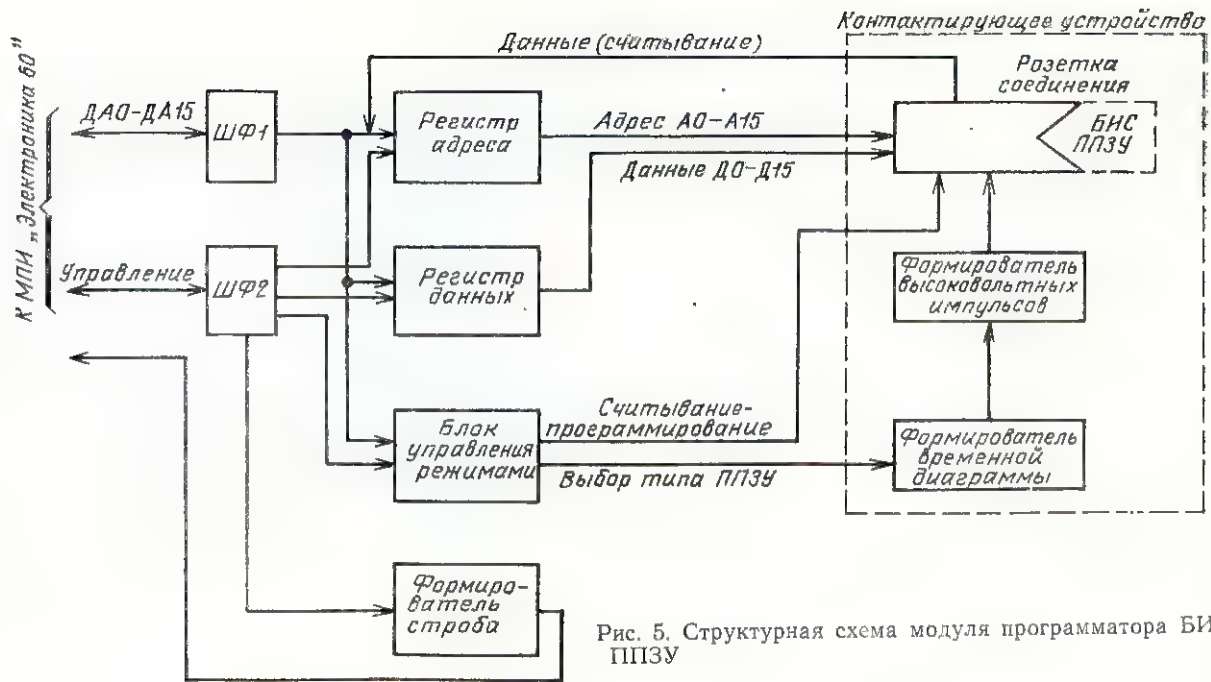 Контактирующее устройство
Данные (считывание)
Розетка
соединения
К МПИ „Электроника 60”
ДА0-ДА15
ШФ1
Регистр
адреса
Адрес А0-А15
БИС
ППЗУ
Данные Д0-Д15
Управление
ШФ2
Регистр
данных
Формирователь
высоковольтных
импульсов
Считывание-
программирование
Блок
управления
режимами
Выбор типа ППЗУ
Формирователь
временной
диаграммы
Формиро-
ватель
строба
Рис. 5. Структурная схема модуля программатора БИ
ППЗУ